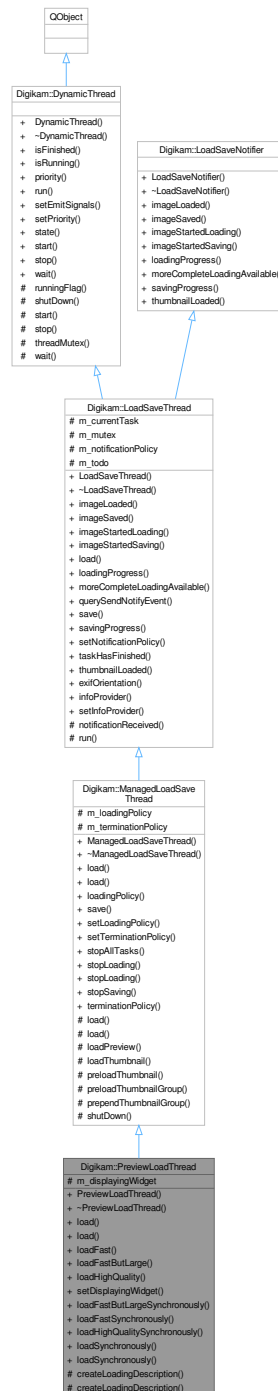 QObject
Digikam::DynamicThread
+ DynamicThread()
+ ~DynamicThread()
+ isFinished()
+ isRunning()
+ priority()
+ run()
+ setEmitSignals()
+ setPriority()
+ state()
+ start()
+ stop()
+ wait()
# runningFlag()
# shutDown()
# start()
# stop()
# threadMutex()
# wait()
Digikam::LoadSaveNotifier
+ LoadSaveNotifier()
+ ~LoadSaveNotifier()
+ imageLoaded()
+ imageSaved()
+ imageStartedLoading()
+ imageStartedSaving()
+ loadingProgress()
+ moreCompleteLoadingAvailable(
+ savingProgress()
+ thumbnailLoaded()
Digikam::LoadSaveThread
# m_currentTask
# m_mutex
# m_notificationPolicy
# m_todo
+ LoadSaveThread()
+ ~LoadSaveThread()
+ imageLoaded()
+ imageSaved()
+ imageStartedLoading()
+ imageStartedSaving()
+ load()
+ loadingProgress()
+ moreCompleteLoadingAvailable()
+ querySendNotifyEvent()
+ save()
+ savingProgress()
+ setNotificationPolicy()
+ taskHasFinished()
+ thumbnailLoaded()
+ exifOrientation()
+ infoProvider()
+ setInfoProvider()
# notificationReceived()
# run()
Digikam::ManagedLoadSave
Thread
# m_loadingPolicy
# m_terminationPolicy
+ ManagedLoadSaveThread()
+ ~ManagedLoadSaveThread()
+ load()
+ load()
+ loadingPolicy()
+ save()
+ setLoadingPolicy()
+ setTerminationPolicy()
+ stopAllTasks()
+ stopLoading()
+ stopLoading()
+ stopSaving()
+ terminationPolicy()
# load()
# load()
# loadPreview()
# loadThumbnail()
# preloadThumbnail()
# preloadThumbnailGroup()
# prependThumbnailGroup()
# shutDown()
Digikam::PreviewLoadThread
# m_displayingWidget
+ PreviewLoadThread()
+ ~PreviewLoadThread()
+ load()
+ load()
+ loadFast()
+ loadFastButLarge()
+ loadHighQuality()
+ setDisplayingWidget()
+ loadFastButLargeSynchronously()
+ loadFastSynchronously()
+ loadHighQualitySynchronously()
+ loadSynchronously()
+ loadSynchronously()
# createLoadingDescription()
# createLoadingDescription()